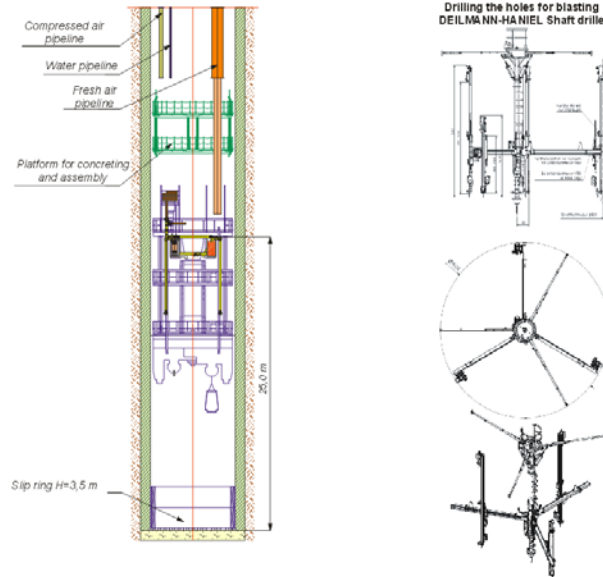 Compressed air
pipeline
Water pipeline
Fresh air
pipeline
Platform for concreting
and assembly
25,0 m
Slip ring H=3,5 m
Drilling the holes for blasting
DEILMANN-HANIEL Shaft drille